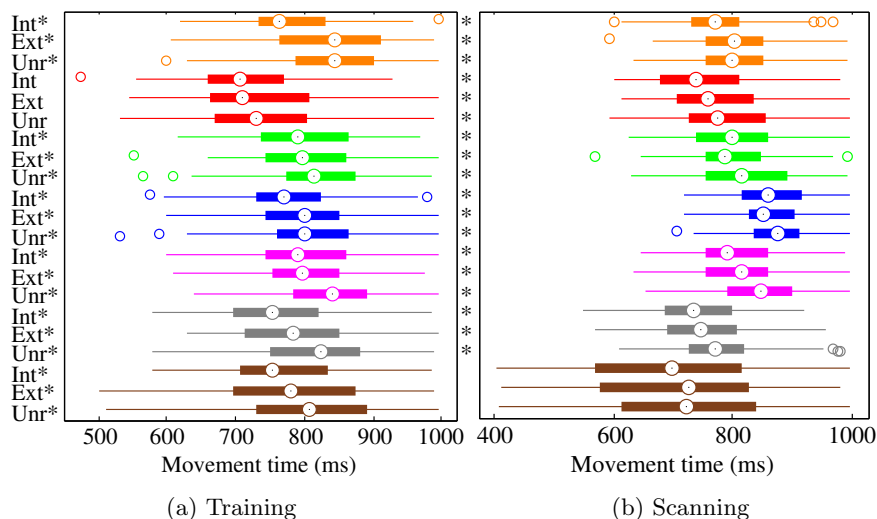 Int* *
Ext* *
Unr* *
Int *
Ext *
Unr *
Int* *
Ext* *
Unr* *
Int* *
Ext* *
Unr* *
Int* *
Ext* *
Unr* *
Int* *
Ext* *
Unr* *
Int*
Ext*
Unr*
500 600 700 800 900 1000 400 600 800 1000
Movement time (ms) Movement time (ms)
(a) Training (b) Scanning